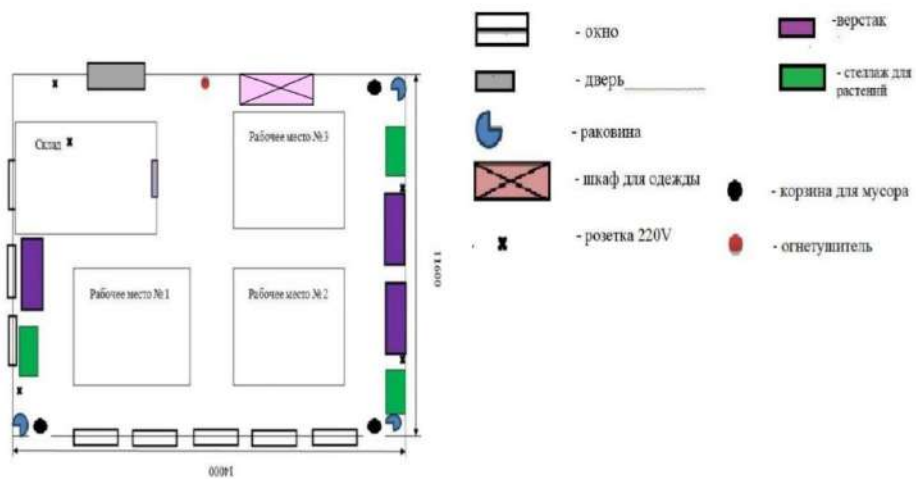 Склад
Рабочее место №3
Рабочее место №1
Рабочее место №2
11600
14000
- окно
- дверь
- раковина
- шкаф для одежды
- розетка 220V
-верстак
- стеллаж для
растений
- корзина для мусора
- огнетушитель